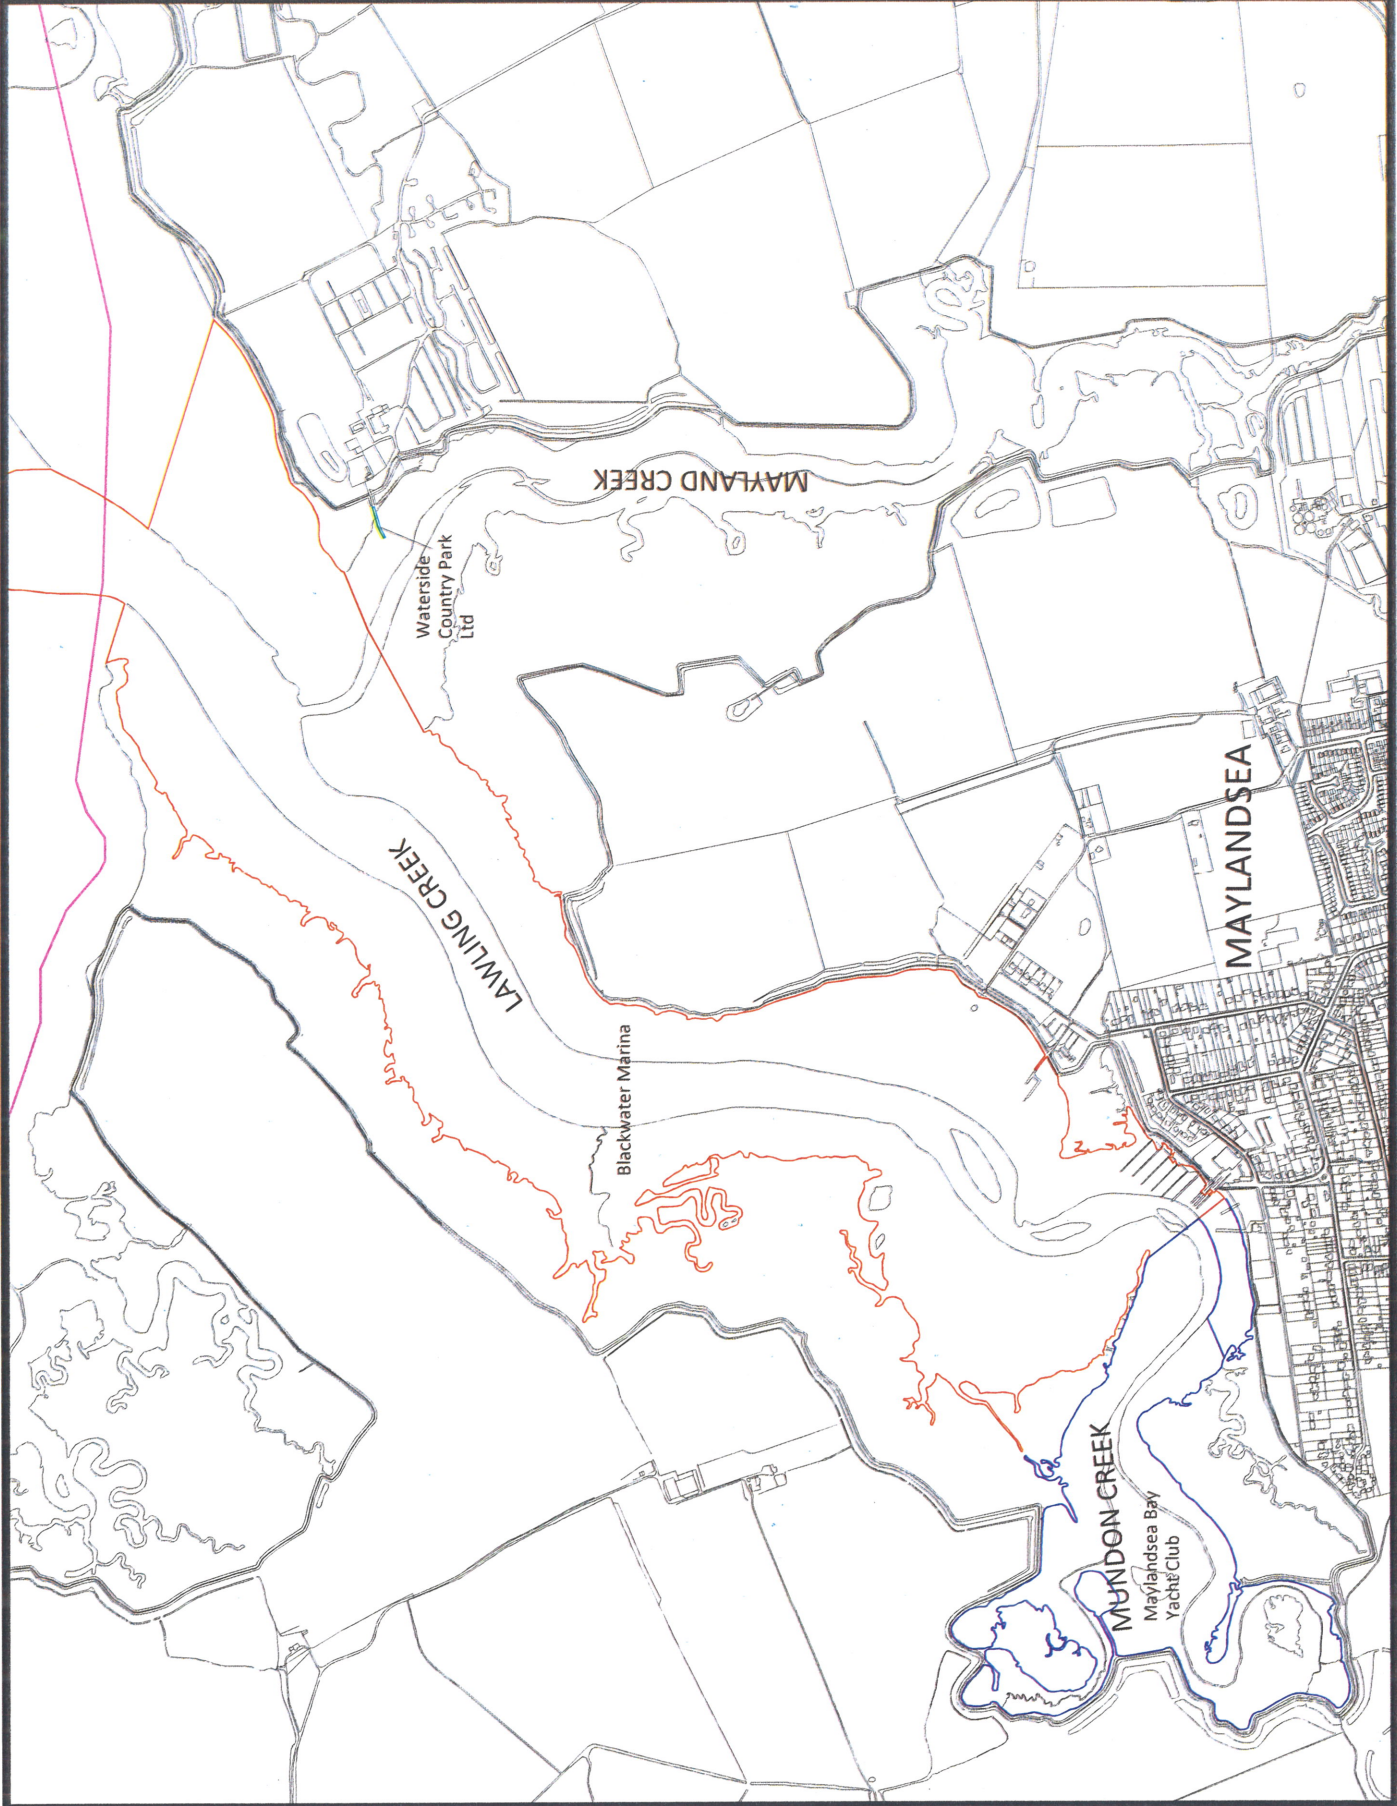 MAYLAND CREEK
Waterside
Country Park
Ltd
LAWLING CREEK
Blackwater Marina
MAYLANDSEA
MUNDON CREEK
Maylandsea Bay
Yacht Club